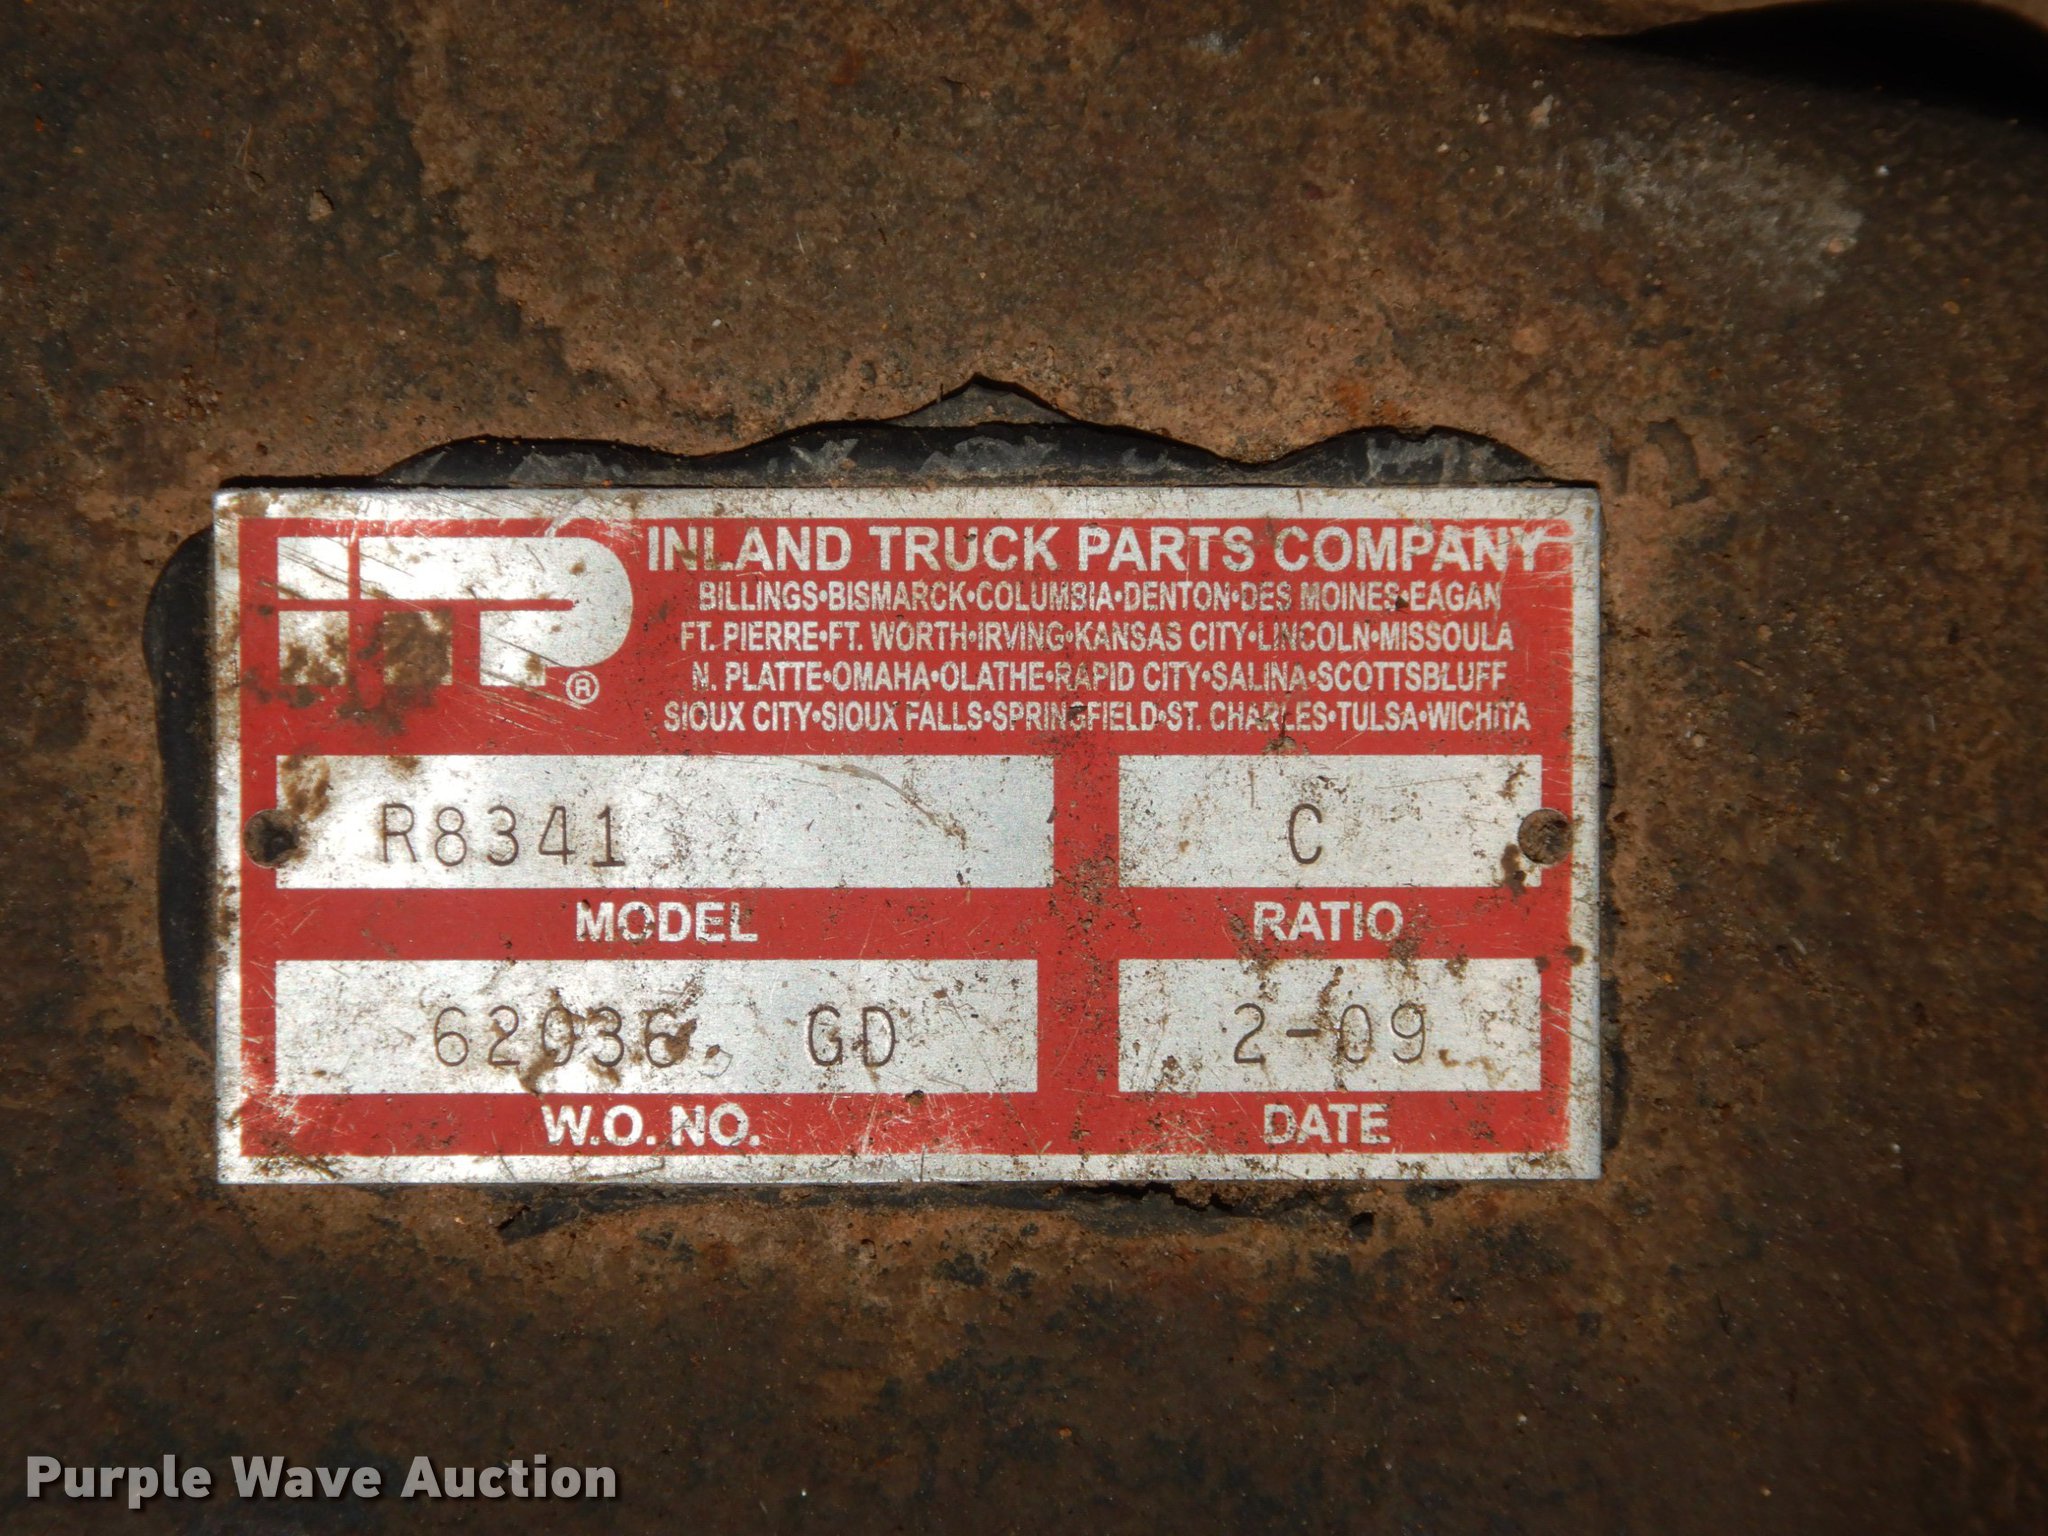 ITP®
INLAND TRUCK PARTS COMPANY
BILLINGS•BISMARCK•COLUMBIA•DENTON•DES MOINES•EAGAN
FT. PIERRE•FT. WORTH•IRVING•KANSAS CITY•LINCOLN•MISSOULA
N. PLATTE•OMAHA•OLATHE•RAPID CITY•SALINA•SCOTTSBLUFF
SIOUX CITY•SIOUX FALLS•SPRINGFIELD•ST. CHARLES•TULSA•WICHITA
R8341 C
MODEL RATIO
62036 GD 2-09
W.O. NO. DATE
Purple Wave Auction